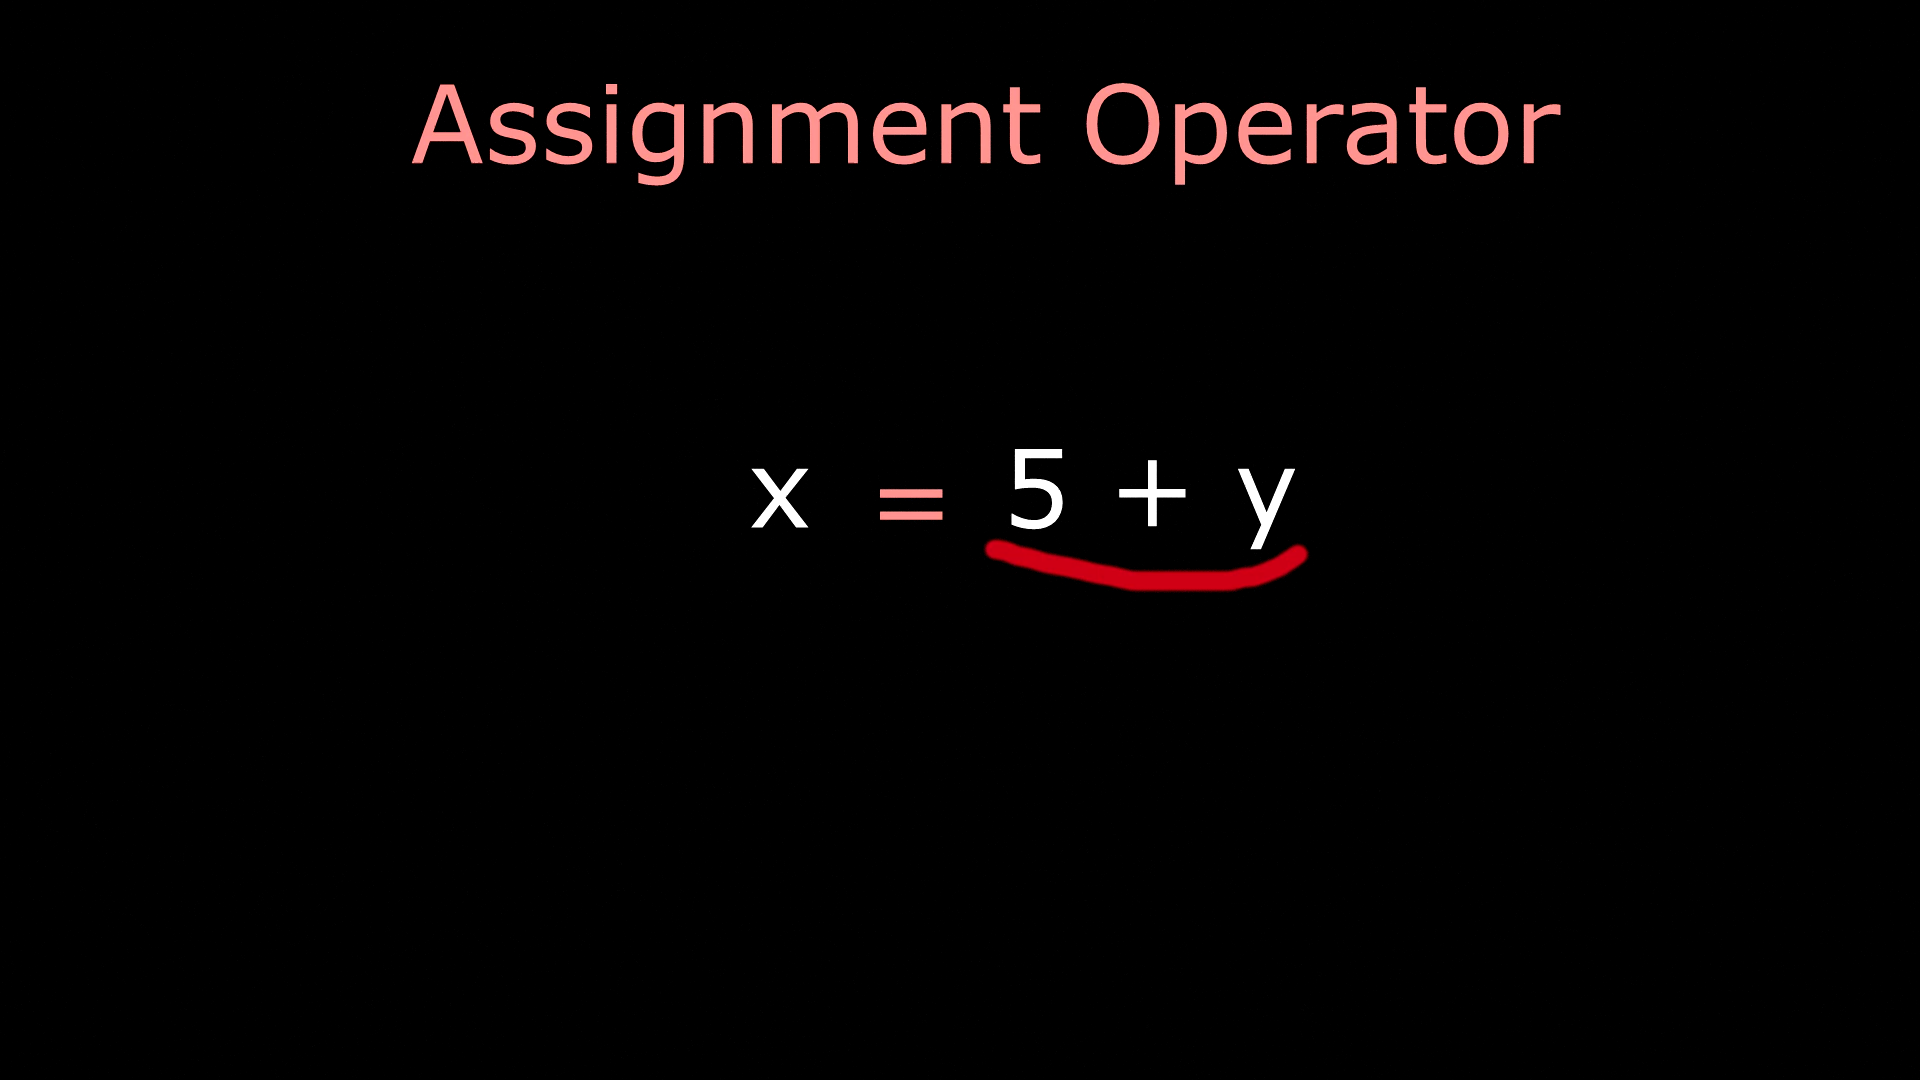 Assignment Operator
x = 5 + y